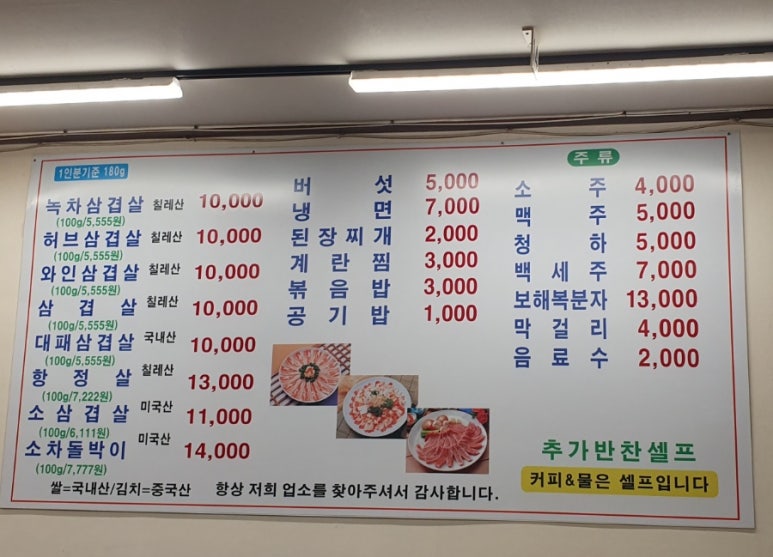 1인분기준 180g
녹차삼겹살 칠레산 10,000
(100g/5,555원)
허브삼겹살 칠레산 10,000
(100g/5,555원)
와인삼겹살 칠레산 10,000
(100g/5,555원)
삼겹살 칠레산 10,000
(100g/5,555원)
대패삼겹살 국내산 10,000
(100g/5,555원)
항정살 칠레산 13,000
(100g/7,222원)
소삼겹살 미국산 11,000
(100g/6,111원)
소차돌박이 미국산 14,000
(100g/7,777원)
버섯 5,000
냉면 7,000
된장찌개 2,000
계란찜 3,000
볶음밥 3,000
공기밥 1,000
주류
소주 4,000
맥주 5,000
청하 5,000
백세주 7,000
보해복분자 13,000
막걸리 4,000
음료수 2,000
추가반찬셀프
커피&물은 셀프입니다
쌀=국내산/김치=중국산 항상 저희 업소를 찾아주셔서 감사합니다.